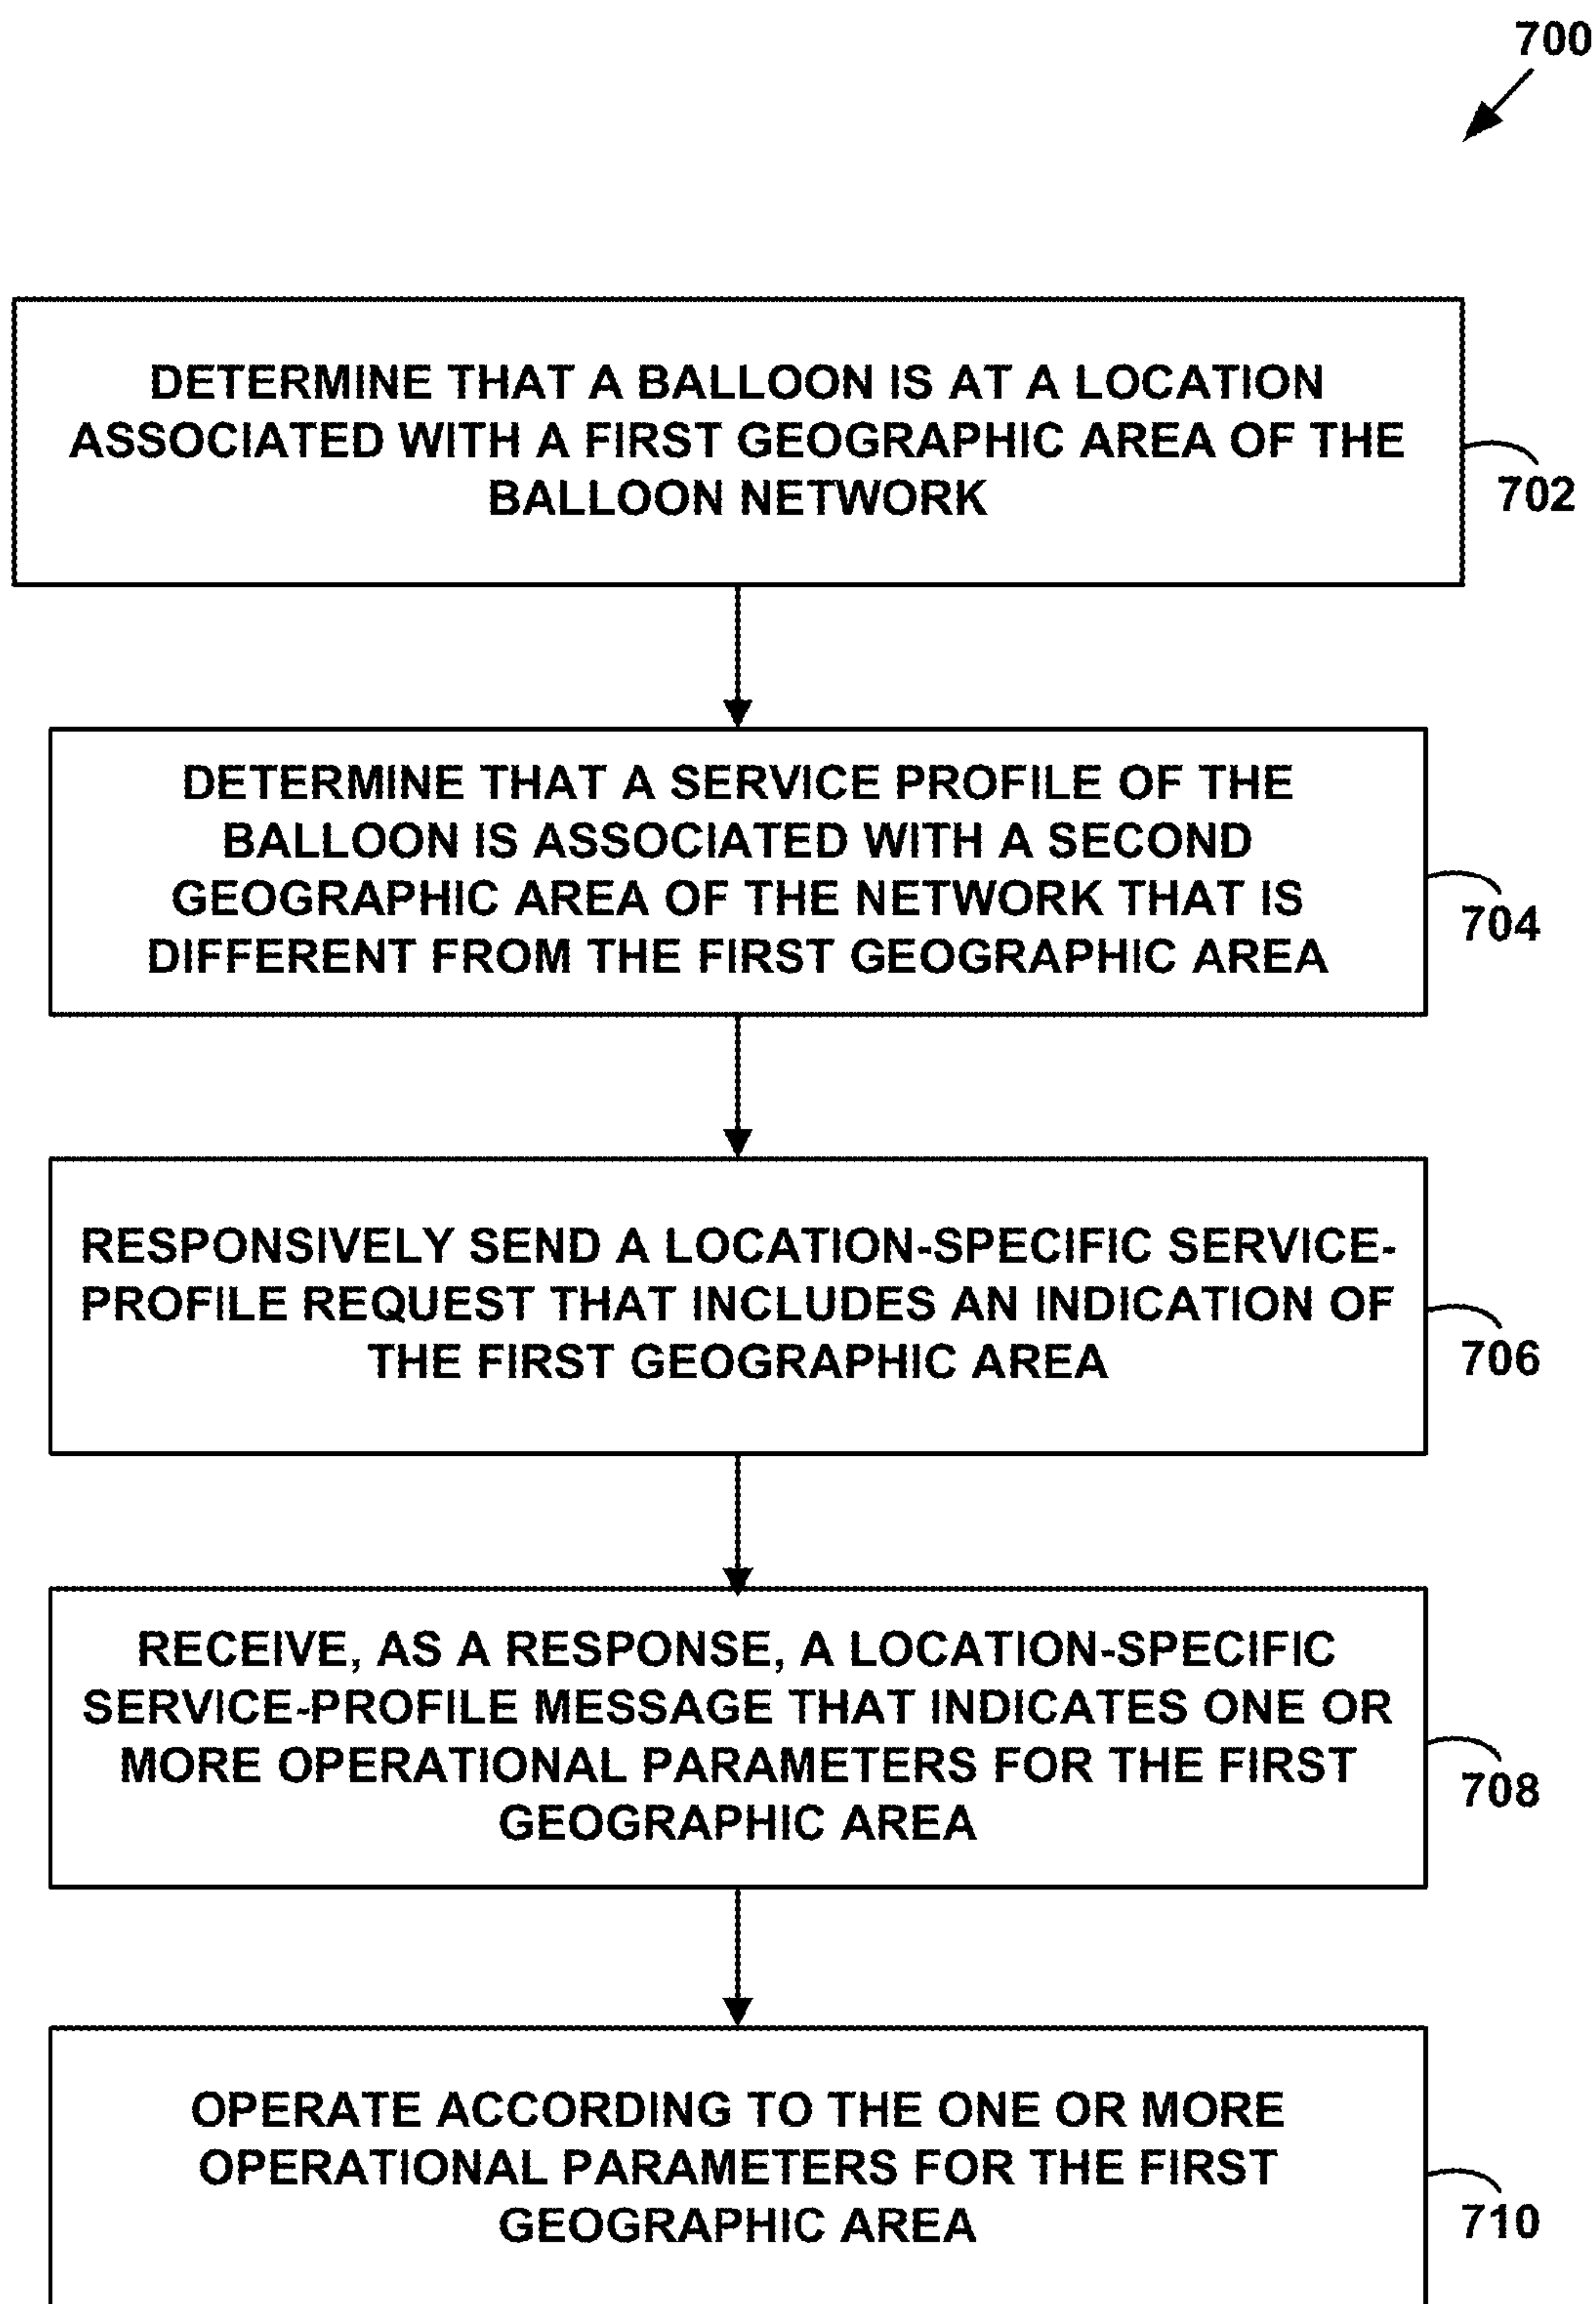 700
DETERMINE THAT A BALLOON IS AT A LOCATION
ASSOCIATED WITH A FIRST GEOGRAPHIC AREA OF THE
BALLOON NETWORK
702
DETERMINE THAT A SERVICE PROFILE OF THE
BALLOON IS ASSOCIATED WITH A SECOND
GEOGRAPHIC AREA OF THE NETWORK THAT IS
DIFFERENT FROM THE FIRST GEOGRAPHIC AREA
704
RESPONSIVELY SEND A LOCATION-SPECIFIC SERVICE-
PROFILE REQUEST THAT INCLUDES AN INDICATION OF
THE FIRST GEOGRAPHIC AREA
706
RECEIVE, AS A RESPONSE, A LOCATION-SPECIFIC
SERVICE-PROFILE MESSAGE THAT INDICATES ONE OR
MORE OPERATIONAL PARAMETERS FOR THE FIRST
GEOGRAPHIC AREA
708
OPERATE ACCORDING TO THE ONE OR MORE
OPERATIONAL PARAMETERS FOR THE FIRST
GEOGRAPHIC AREA
710